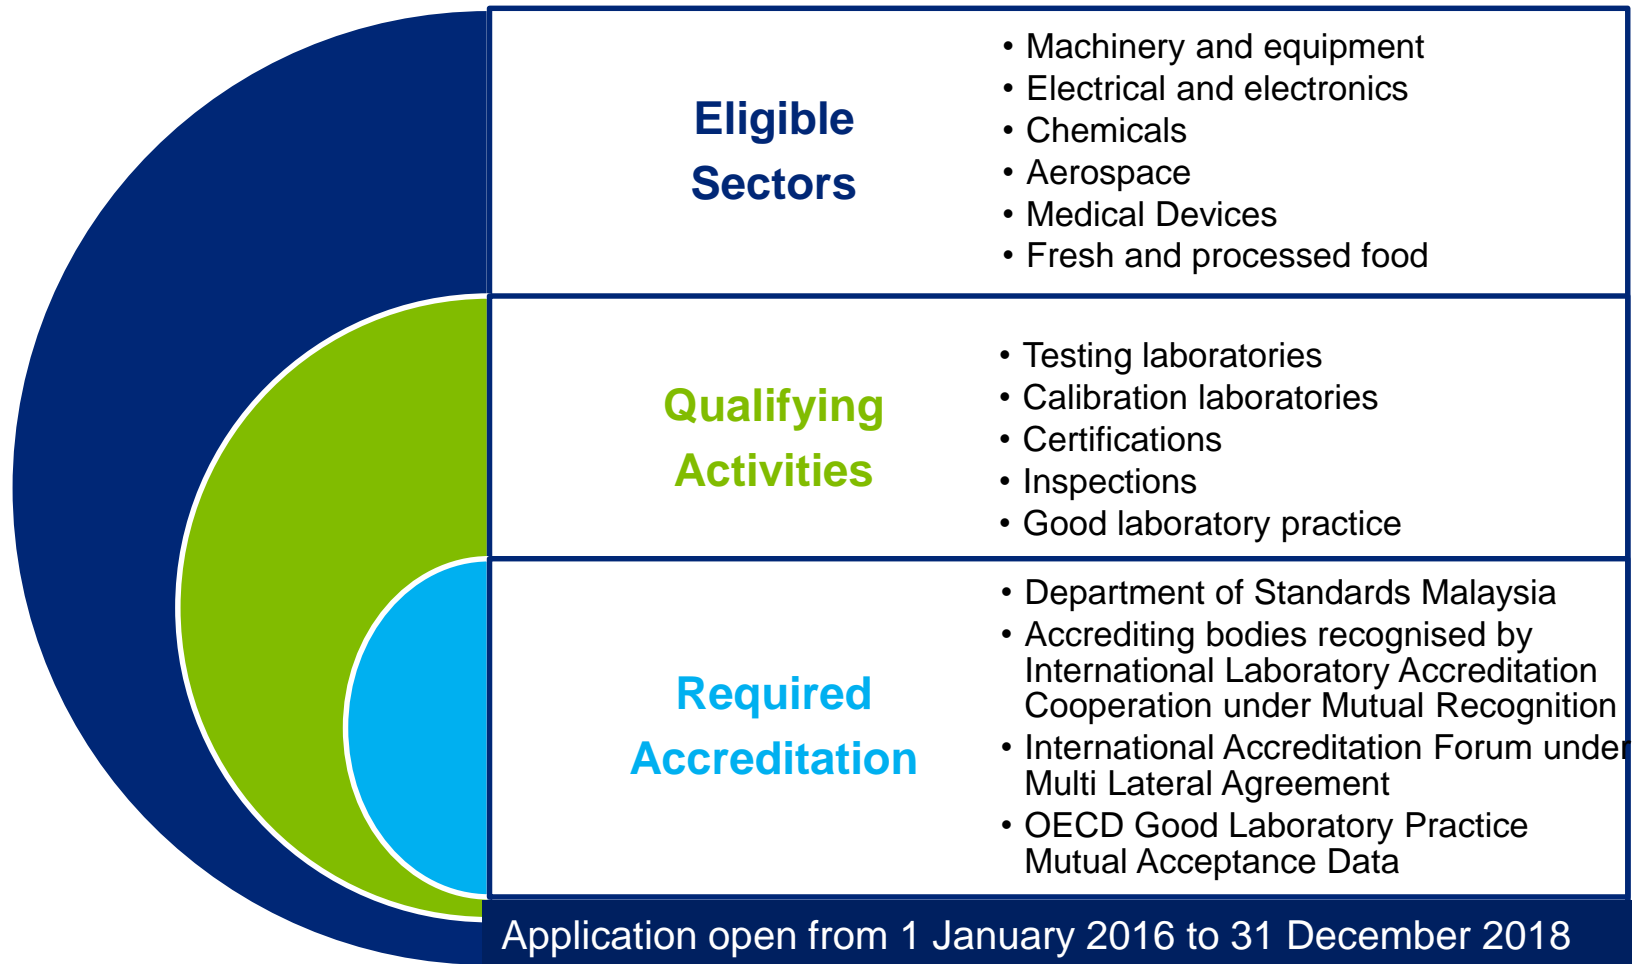 Eligible
Sectors
• Machinery and equipment
• Electrical and electronics
• Chemicals
• Aerospace
• Medical Devices
• Fresh and processed food
Qualifying
Activities
• Testing laboratories
• Calibration laboratories
• Certifications
• Inspections
• Good laboratory practice
Required
Accreditation
• Department of Standards Malaysia
• Accrediting bodies recognised by
International Laboratory Accreditation
Cooperation under Mutual Recognition
• International Accreditation Forum under
Multi Lateral Agreement
• OECD Good Laboratory Practice
Mutual Acceptance Data
Application open from 1 January 2016 to 31 December 2018